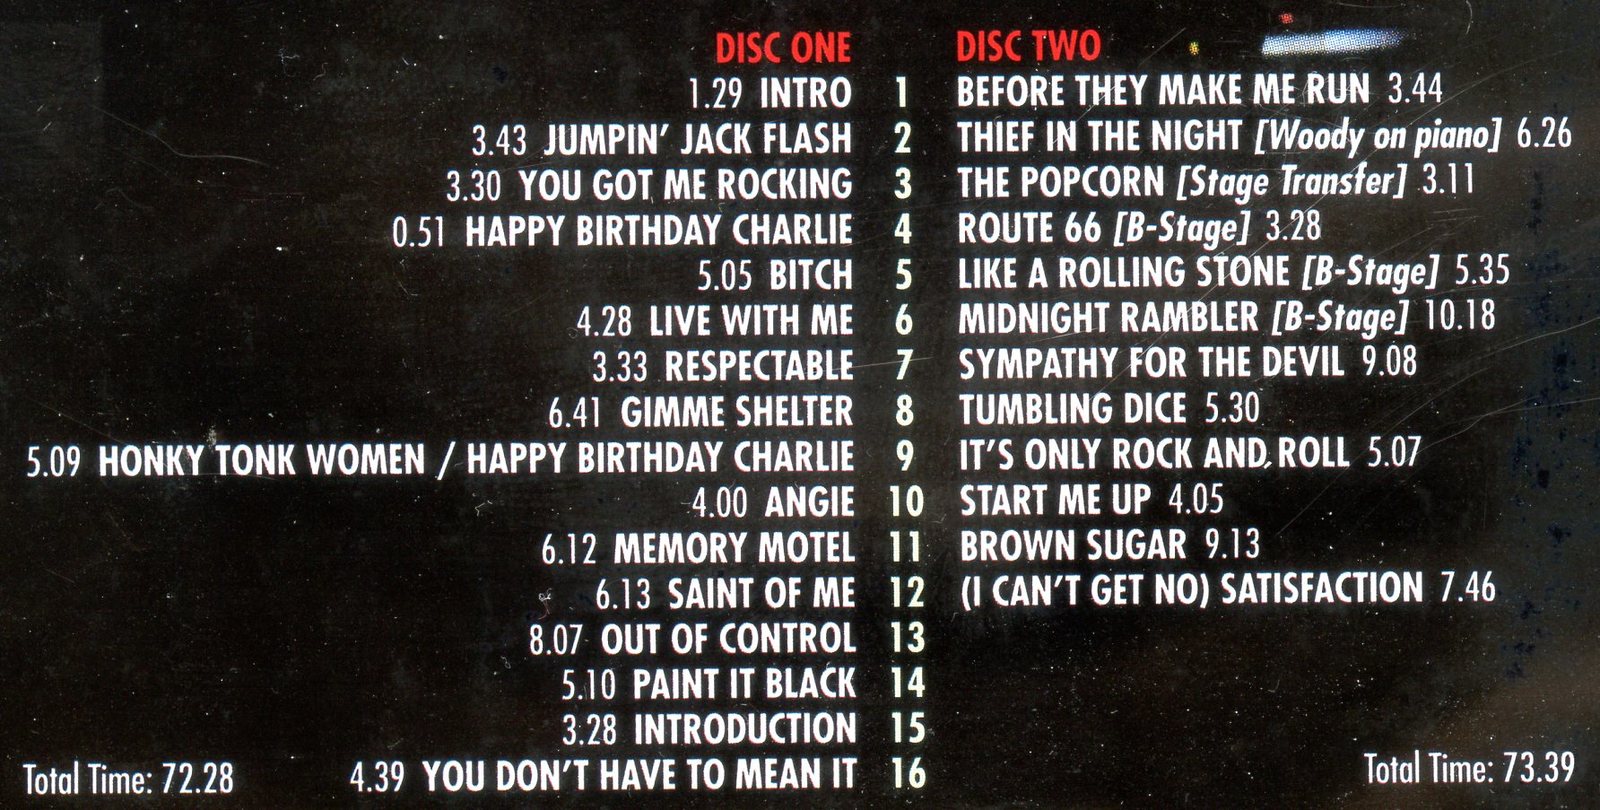 DISC ONE DISC TWO
1.29 INTRO 1 BEFORE THEY MAKE ME RUN 3.44
3.43 JUMPIN' JACK FLASH 2 THIEF IN THE NIGHT [Woody on piano] 6.26
3.30 YOU GOT ME ROCKING 3 THE POPCORN [Stage Transfer] 3.11
0.51 HAPPY BIRTHDAY CHARLIE 4 ROUTE 66 [B-Stage] 3.28
5.05 BITCH 5 LIKE A ROLLING STONE [B-Stage] 5.35
4.28 LIVE WITH ME 6 MIDNIGHT RAMBLER [B-Stage] 10.18
3.33 RESPECTABLE 7 SYMPATHY FOR THE DEVIL 9.08
6.41 GIMME SHELTER 8 TUMBLING DICE 5.30
5.09 HONKY TONK WOMEN / HAPPY BIRTHDAY CHARLIE 9 IT'S ONLY ROCK AND ROLL 5.07
4.00 ANGIE 10 START ME UP 4.05
6.12 MEMORY MOTEL 11 BROWN SUGAR 9.13
6.13 SAINT OF ME 12 (I CAN'T GET NO) SATISFACTION 7.46
8.07 OUT OF CONTROL 13
5.10 PAINT IT BLACK 14
3.28 INTRODUCTION 15
Total Time: 72.28 4.39 YOU DON'T HAVE TO MEAN IT 16 Total Time: 73.39